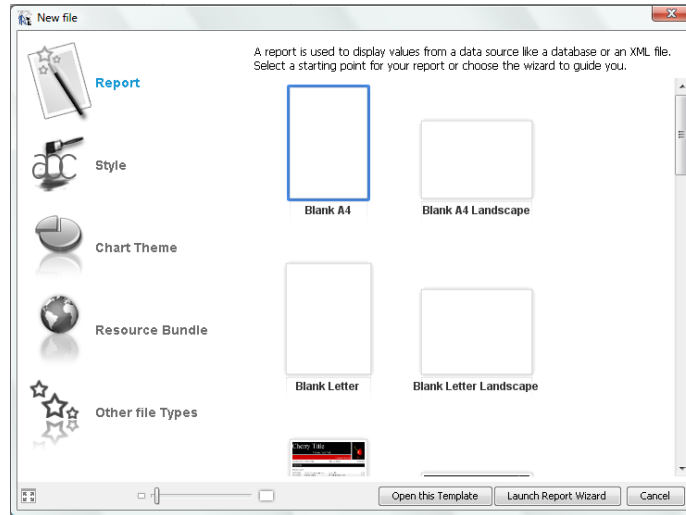 New file
A report is used to display values from a data source like a database or an XML file.
Select a starting point for your report or choose the wizard to guide you.
Report
Style
Chart Theme
Resource Bundle
Other file Types
Blank A4
Blank A4 Landscape
Blank Letter
Blank Letter Landscape
Cherry Title
Open this Template
Launch Report Wizard
Cancel